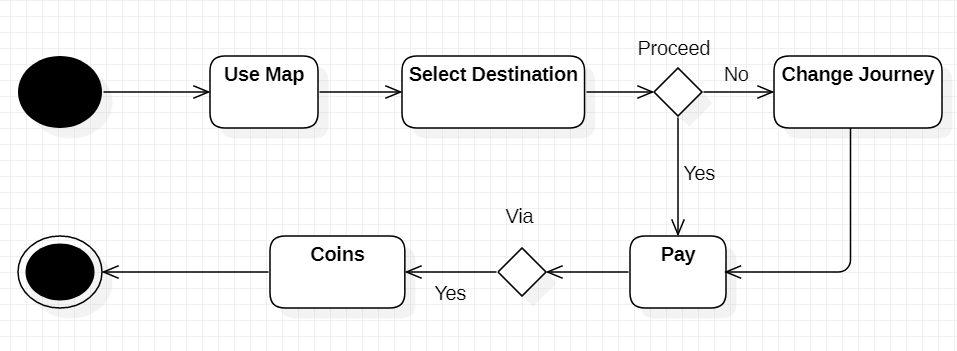 Proceed
Use Map
Select Destination
No
Change Journey
Yes
Via
Coins
Pay
Yes